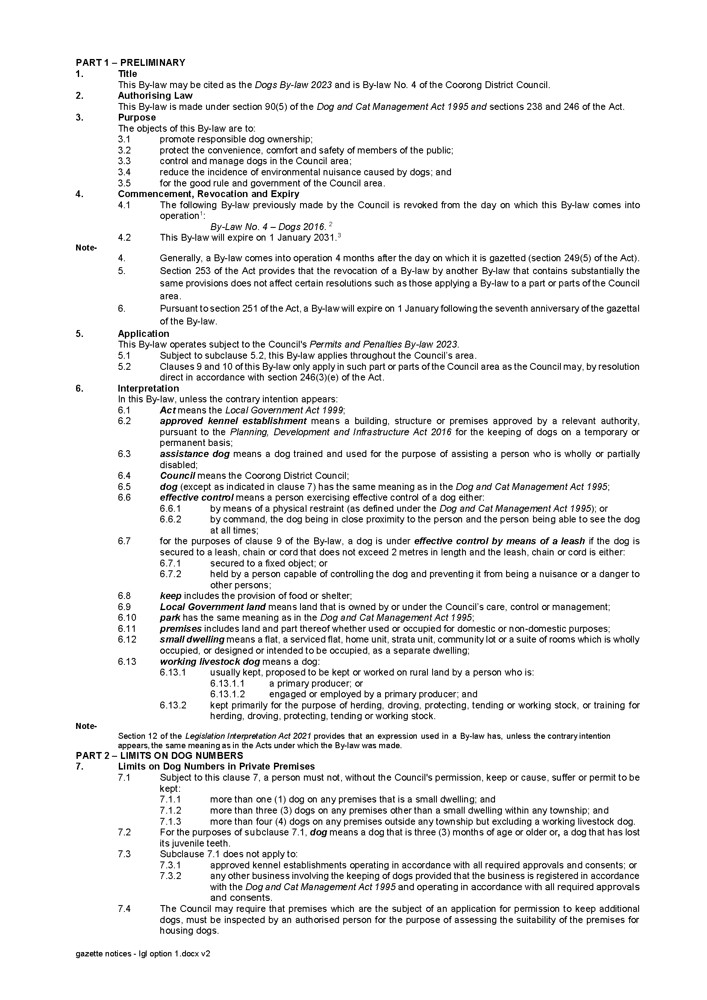 PART 1 – PRELIMINARY
1. Title
This By-law may be cited as the Dogs By-law 2023 and is By-law No. 4 of the Coorong District Council.
2. Authorising Law
This By-law is made under section 90(5) of the Dog and Cat Management Act 1995 and sections 238 and 246 of the Act.
3. Purpose
The objects of this By-law are to:
3.1 promote responsible dog ownership;
3.2 protect the convenience, comfort and safety of members of the public;
3.3 control and manage dogs in the Council area;
3.4 reduce the incidence of environmental nuisance caused by dogs; and
3.5 for the good rule and government of the Council area.
4. Commencement, Revocation and Expiry
4.1 The following By-law previously made by the Council is revoked from the day on which this By-law comes into
operation1:
By-Law No. 4 – Dogs 2016. 2
4.2 This By-law will expire on 1 January 2031.3
Note-
4. Generally, a By-law comes into operation 4 months after the day on which it is gazetted (section 249(5) of the Act).
5. Section 253 of the Act provides that the revocation of a By-law by another By-law that contains substantially the
same provisions does not affect certain resolutions such as those applying a By-law to a part or parts of the Council
area.
6. Pursuant to section 251 of the Act, a By-law will expire on 1 January following the seventh anniversary of the gazettal
of the By-law.
5. Application
This By-law operates subject to the Council's Permits and Penalties By-law 2023.
5.1 Subject to subclause 5.2, this By-law applies throughout the Council’s area.
5.2 Clauses 9 and 10 of this By-law only apply in such part or parts of the Council area as the Council may, by resolution
direct in accordance with section 246(3)(e) of the Act.
6. Interpretation
In this By-law, unless the contrary intention appears:
6.1 Act means the Local Government Act 1999;
6.2 approved kennel establishment means a building, structure or premises approved by a relevant authority,
pursuant to the Planning, Development and Infrastructure Act 2016 for the keeping of dogs on a temporary or
permanent basis;
6.3 assistance dog means a dog trained and used for the purpose of assisting a person who is wholly or partially
disabled;
6.4 Council means the Coorong District Council;
6.5 dog (except as indicated in clause 7) has the same meaning as in the Dog and Cat Management Act 1995;
6.6 effective control means a person exercising effective control of a dog either:
6.6.1 by means of a physical restraint (as defined under the Dog and Cat Management Act 1995); or
6.6.2 by command, the dog being in close proximity to the person and the person being able to see the dog
at all times;
6.7 for the purposes of clause 9 of the By-law, a dog is under effective control by means of a leash if the dog is
secured to a leash, chain or cord that does not exceed 2 metres in length and the leash, chain or cord is either:
6.7.1 secured to a fixed object; or
6.7.2 held by a person capable of controlling the dog and preventing it from being a nuisance or a danger to
other persons;
6.8 keep includes the provision of food or shelter;
6.9 Local Government land means land that is owned by or under the Council’s care, control or management;
6.10 park has the same meaning as in the Dog and Cat Management Act 1995;
6.11 premises includes land and part thereof whether used or occupied for domestic or non-domestic purposes;
6.12 small dwelling means a flat, a serviced flat, home unit, strata unit, community lot or a suite of rooms which is wholly
occupied, or designed or intended to be occupied, as a separate dwelling;
6.13 working livestock dog means a dog:
6.13.1 usually kept, proposed to be kept or worked on rural land by a person who is:
6.13.1.1 a primary producer; or
6.13.1.2 engaged or employed by a primary producer; and
6.13.2 kept primarily for the purpose of herding, droving, protecting, tending or working stock, or training for
herding, droving, protecting, tending or working stock.
Note-
Section 12 of the Legislation Interpretation Act 2021 provides that an expression used in a By-law has, unless the contrary intention
appears, the same meaning as in the Acts under which the By-law was made.
PART 2 – LIMITS ON DOG NUMBERS
7. Limits on Dog Numbers in Private Premises
7.1 Subject to this clause 7, a person must not, without the Council's permission, keep or cause, suffer or permit to be
kept:
7.1.1 more than one (1) dog on any premises that is a small dwelling; and
7.1.2 more than three (3) dogs on any premises other than a small dwelling within any township; and
7.1.3 more than four (4) dogs on any premises outside any township but excluding a working livestock dog.
7.2 For the purposes of subclause 7.1, dog means a dog that is three (3) months of age or older or, a dog that has lost
its juvenile teeth.
7.3 Subclause 7.1 does not apply to:
7.3.1 approved kennel establishments operating in accordance with all required approvals and consents; or
7.3.2 any other business involving the keeping of dogs provided that the business is registered in accordance
with the Dog and Cat Management Act 1995 and operating in accordance with all required approvals
and consents.
7.4 The Council may require that premises which are the subject of an application for permission to keep additional
dogs, must be inspected by an authorised person for the purpose of assessing the suitability of the premises for
housing dogs.
gazette notices - lgl option 1.docx v2